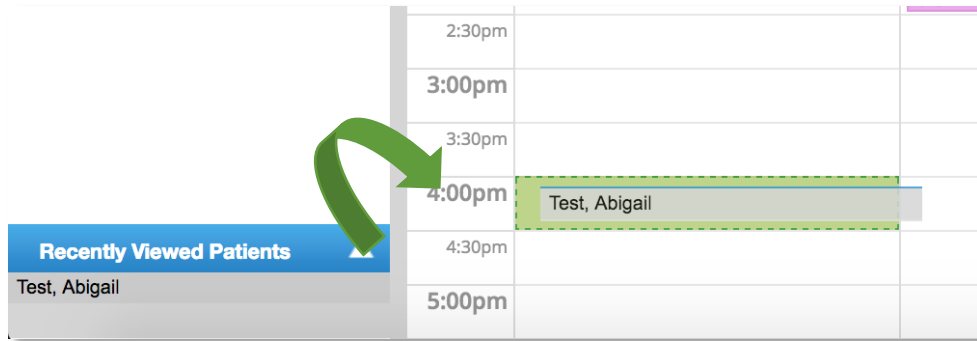 2:30pm
3:00pm
3:30pm
4:00pm
Test, Abigail
4:30pm
5:00pm
Recently Viewed Patients
Test, Abigail